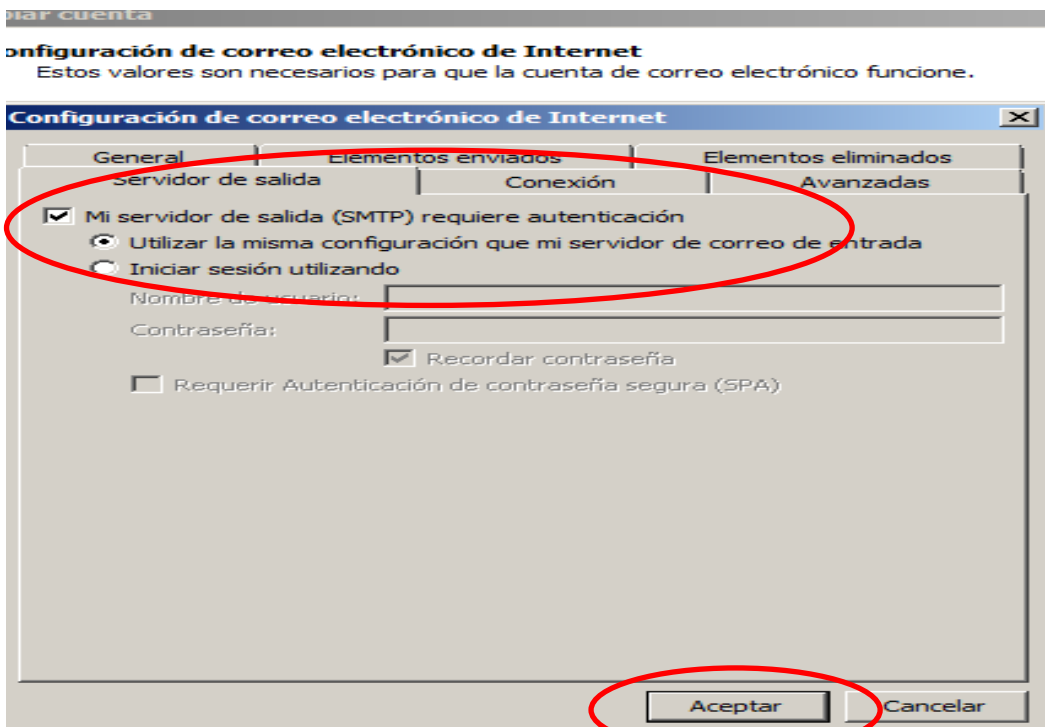 biar cuenta
onfiguración de correo electrónico de Internet
Estos valores son necesarios para que la cuenta de correo electrónico funcione.
Configuración de correo electrónico de Internet
General Elementos enviados Elementos eliminados
Servidor de salida Conexión Avanzadas
Mi servidor de salida (SMTP) requiere autenticación
Utilizar la misma configuración que mi servidor de correo de entrada
Iniciar sesión utilizando
Nombre de usuario:
Contraseña:
Recordar contraseña
Requerir Autenticación de contraseña segura (SPA)
Aceptar Cancelar